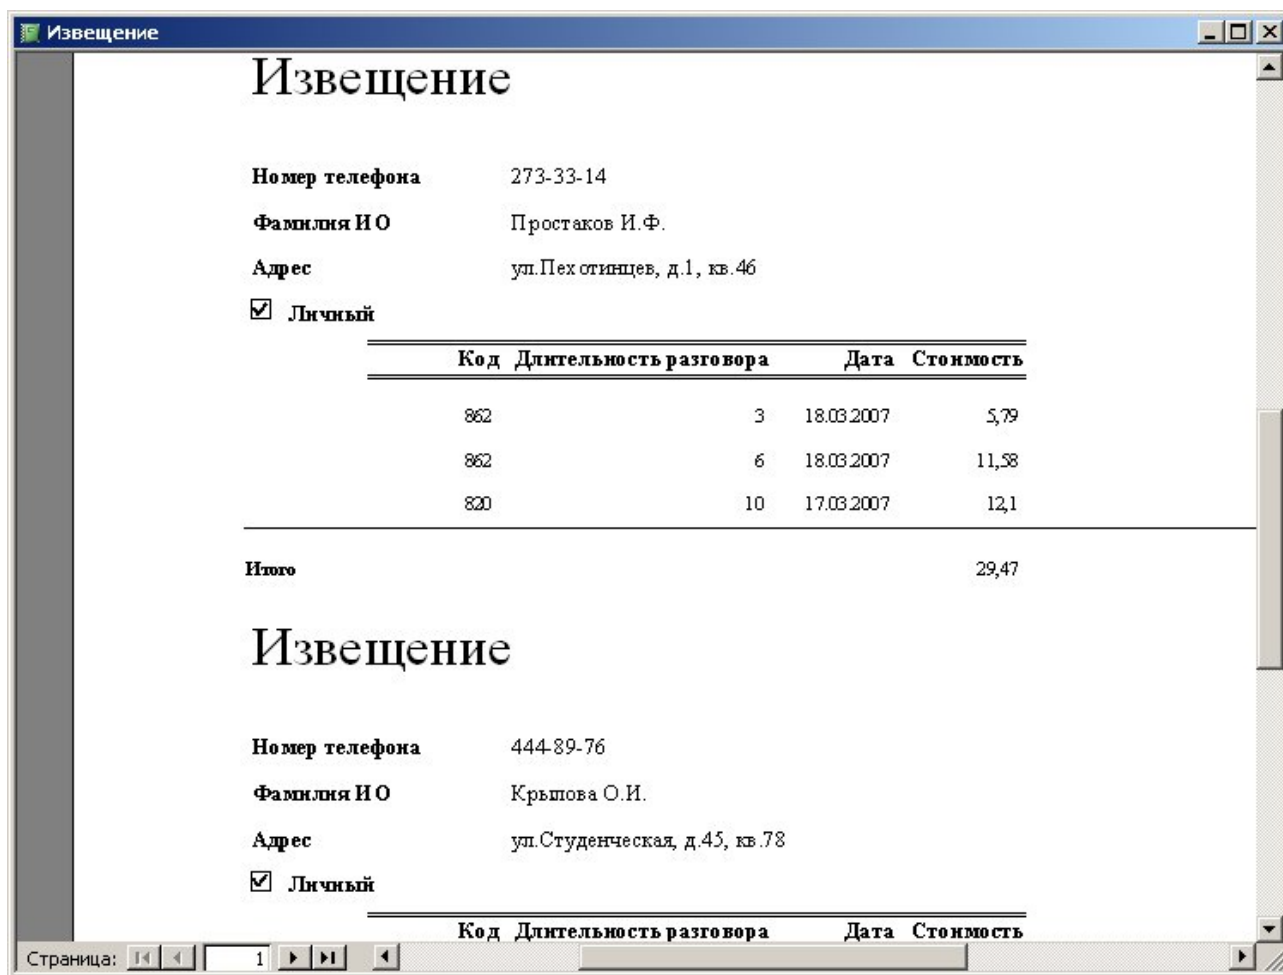 Извещение
Извещение
Номер телефона 273-33-14
Фамилия И О Простаков И.Ф.
Адрес ул.Пехотинцев, д.1, кв.46
Личный
Код Длительность разговора Дата Стоимость
862 3 18.03.2007 5,79
862 6 18.03.2007 11,58
820 10 17.03.2007 12,1
Итого 29,47
Извещение
Номер телефона 444-89-76
Фамилия И О Крылова О.И.
Адрес ул.Студенческая, д.45, кв.78
Личный
Код Длительность разговора Дата Стоимость
Страница: 1